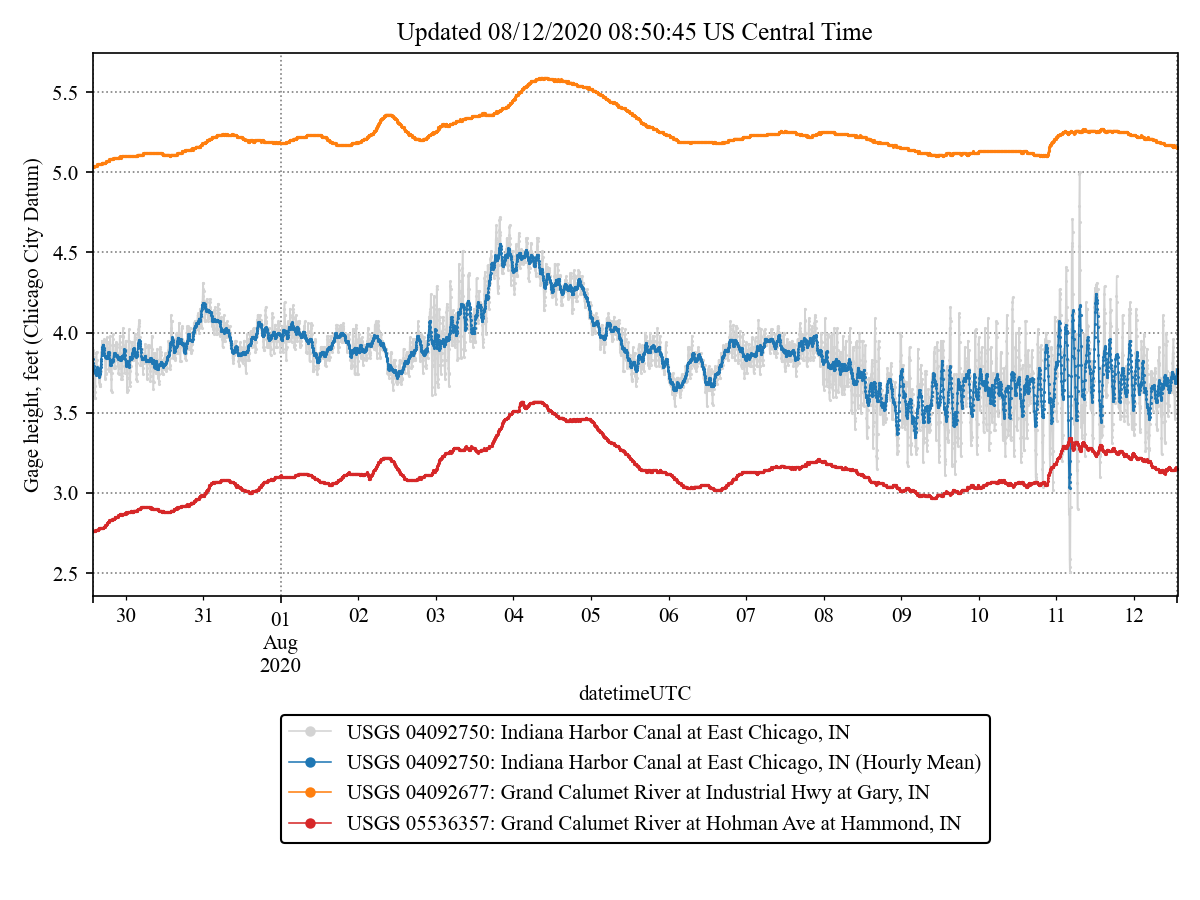 Updated 08/12/2020 08:50:45 US Central Time
Gage height, feet (Chicago City Datum)
5.5
5.0
4.5
4.0
3.5
3.0
2.5
30 31 01 02 03 04 05 06 07 08 09 10 11 12
Aug
2020
datetimeUTC
USGS 04092750: Indiana Harbor Canal at East Chicago, IN
USGS 04092750: Indiana Harbor Canal at East Chicago, IN (Hourly Mean)
USGS 04092677: Grand Calumet River at Industrial Hwy at Gary, IN
USGS 05536357: Grand Calumet River at Hohman Ave at Hammond, IN